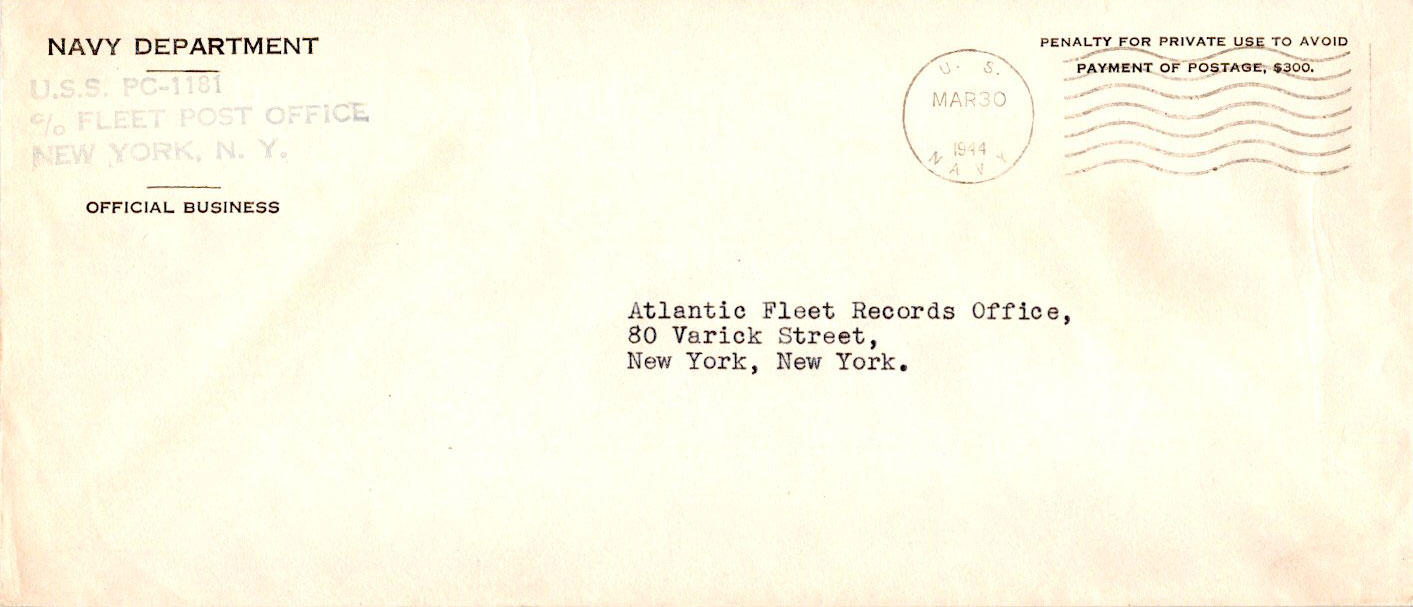 NAVY DEPARTMENT
U.S.S. PC-1181
c/o FLEET POST OFFICE
NEW YORK, N. Y.
OFFICIAL BUSINESS
U. S.
MAR 30
1944
NAVY
PENALTY FOR PRIVATE USE TO AVOID
PAYMENT OF POSTAGE, $300.
Atlantic Fleet Records Office,
80 Varick Street,
New York, New York.